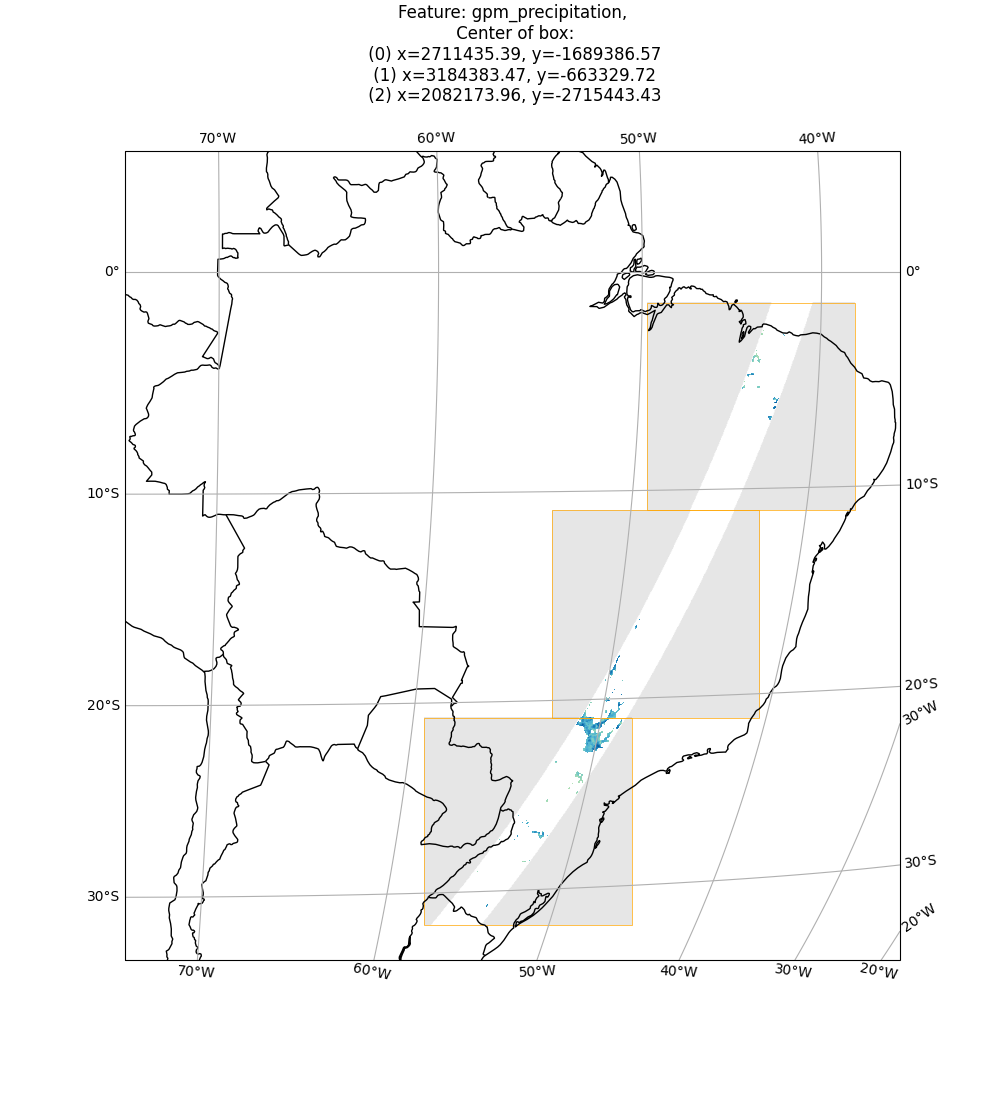 Feature: gpm_precipitation,
Center of box:
(0) x=2711435.39, y=-1689386.57
(1) x=3184383.47, y=-663329.72
(2) x=2082173.96, y=-2715443.43
70°W 60°W 50°W 40°W
0° 0°
10°S 10°S
20°S 20°S
30°W
30°S 30°S
20°W
70°W 60°W 50°W 40°W 30°W 20°W